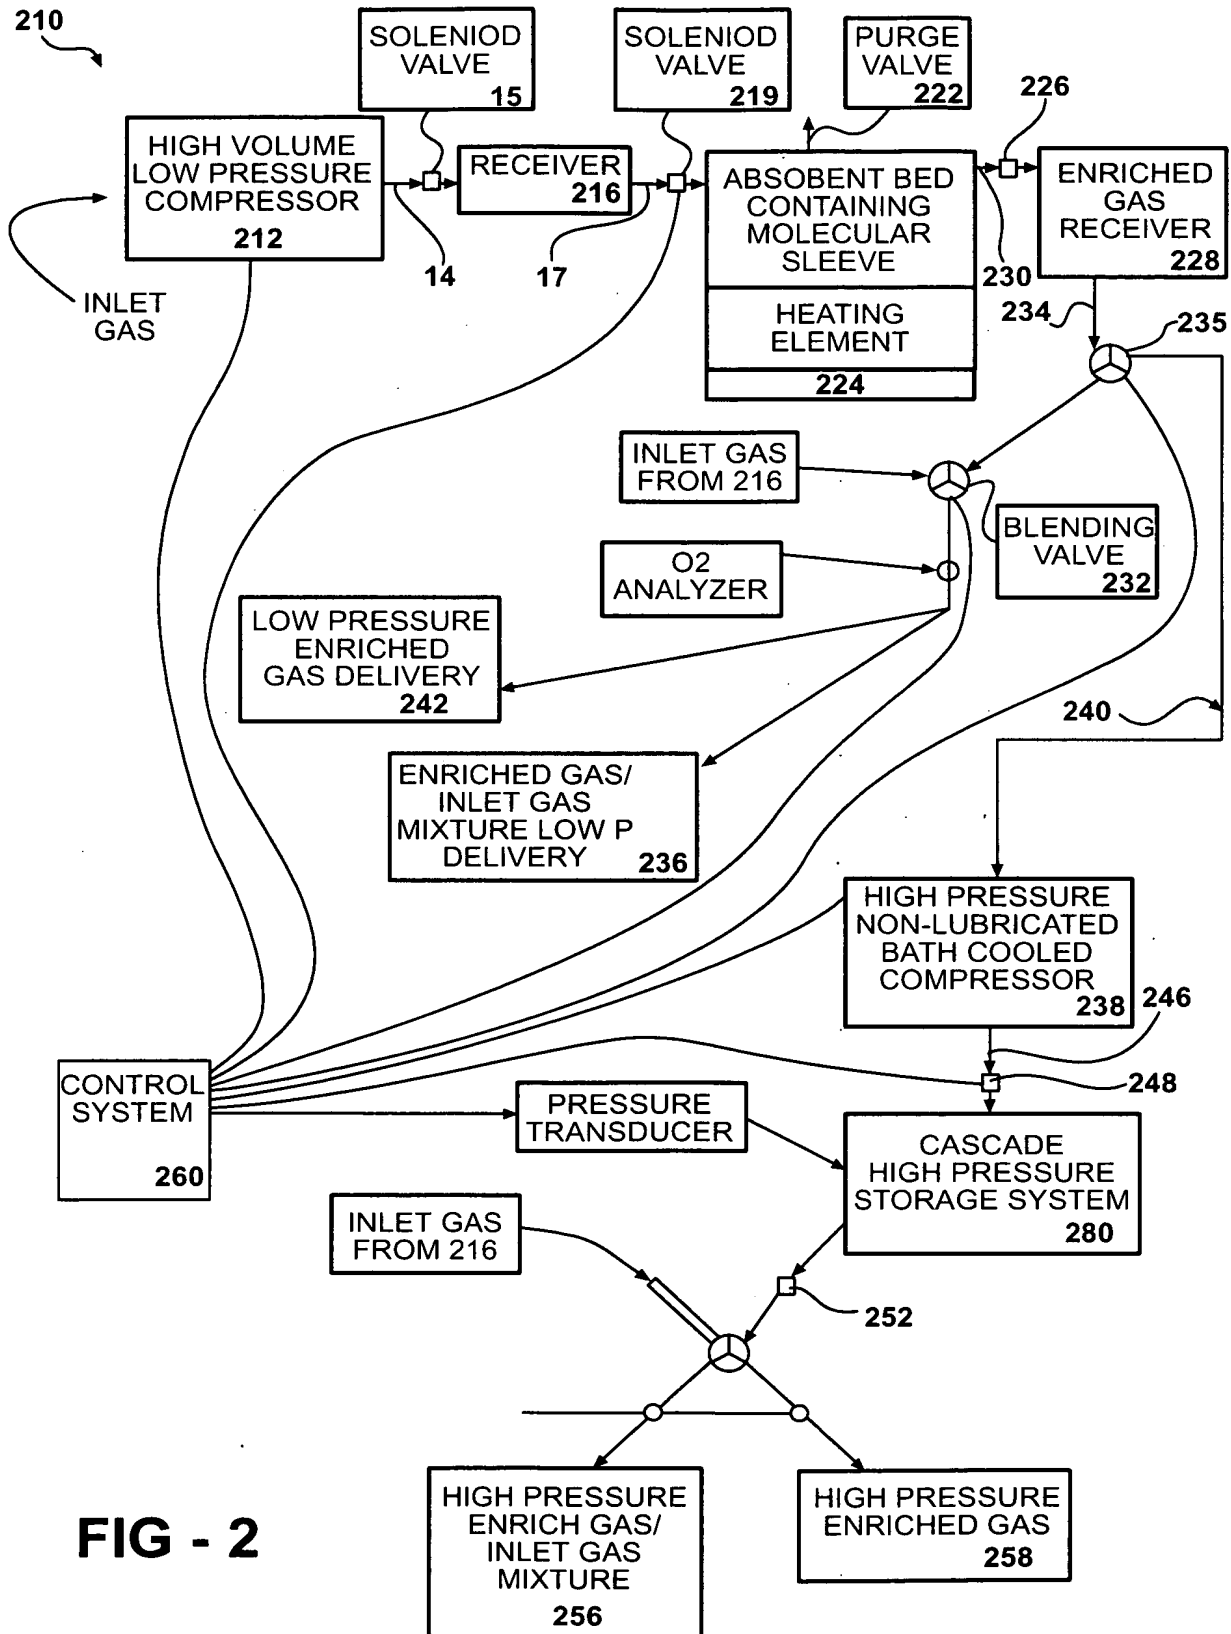 210
SOLENIOD
VALVE
15
SOLENIOD
VALVE
219
PURGE
VALVE
222
226
HIGH VOLUME
LOW PRESSURE
COMPRESSOR
212
RECEIVER
216
ABSOBENT BED
CONTAINING
MOLECULAR
SLEEVE
HEATING
ELEMENT
224
ENRICHED
GAS
RECEIVER
228
INLET
GAS
14
17
230
234
235
INLET GAS
FROM 216
BLENDING
VALVE
232
O2
ANALYZER
LOW PRESSURE
ENRICHED
GAS DELIVERY
242
240
ENRICHED GAS/
INLET GAS
MIXTURE LOW P
DELIVERY
236
HIGH PRESSURE
NON-LUBRICATED
BATH COOLED
COMPRESSOR
238
246
248
CONTROL
SYSTEM
260
PRESSURE
TRANSDUCER
CASCADE
HIGH PRESSURE
STORAGE SYSTEM
280
INLET GAS
FROM 216
252
HIGH PRESSURE
ENRICH GAS/
INLET GAS
MIXTURE
256
HIGH PRESSURE
ENRICHED GAS
258
FIG - 2